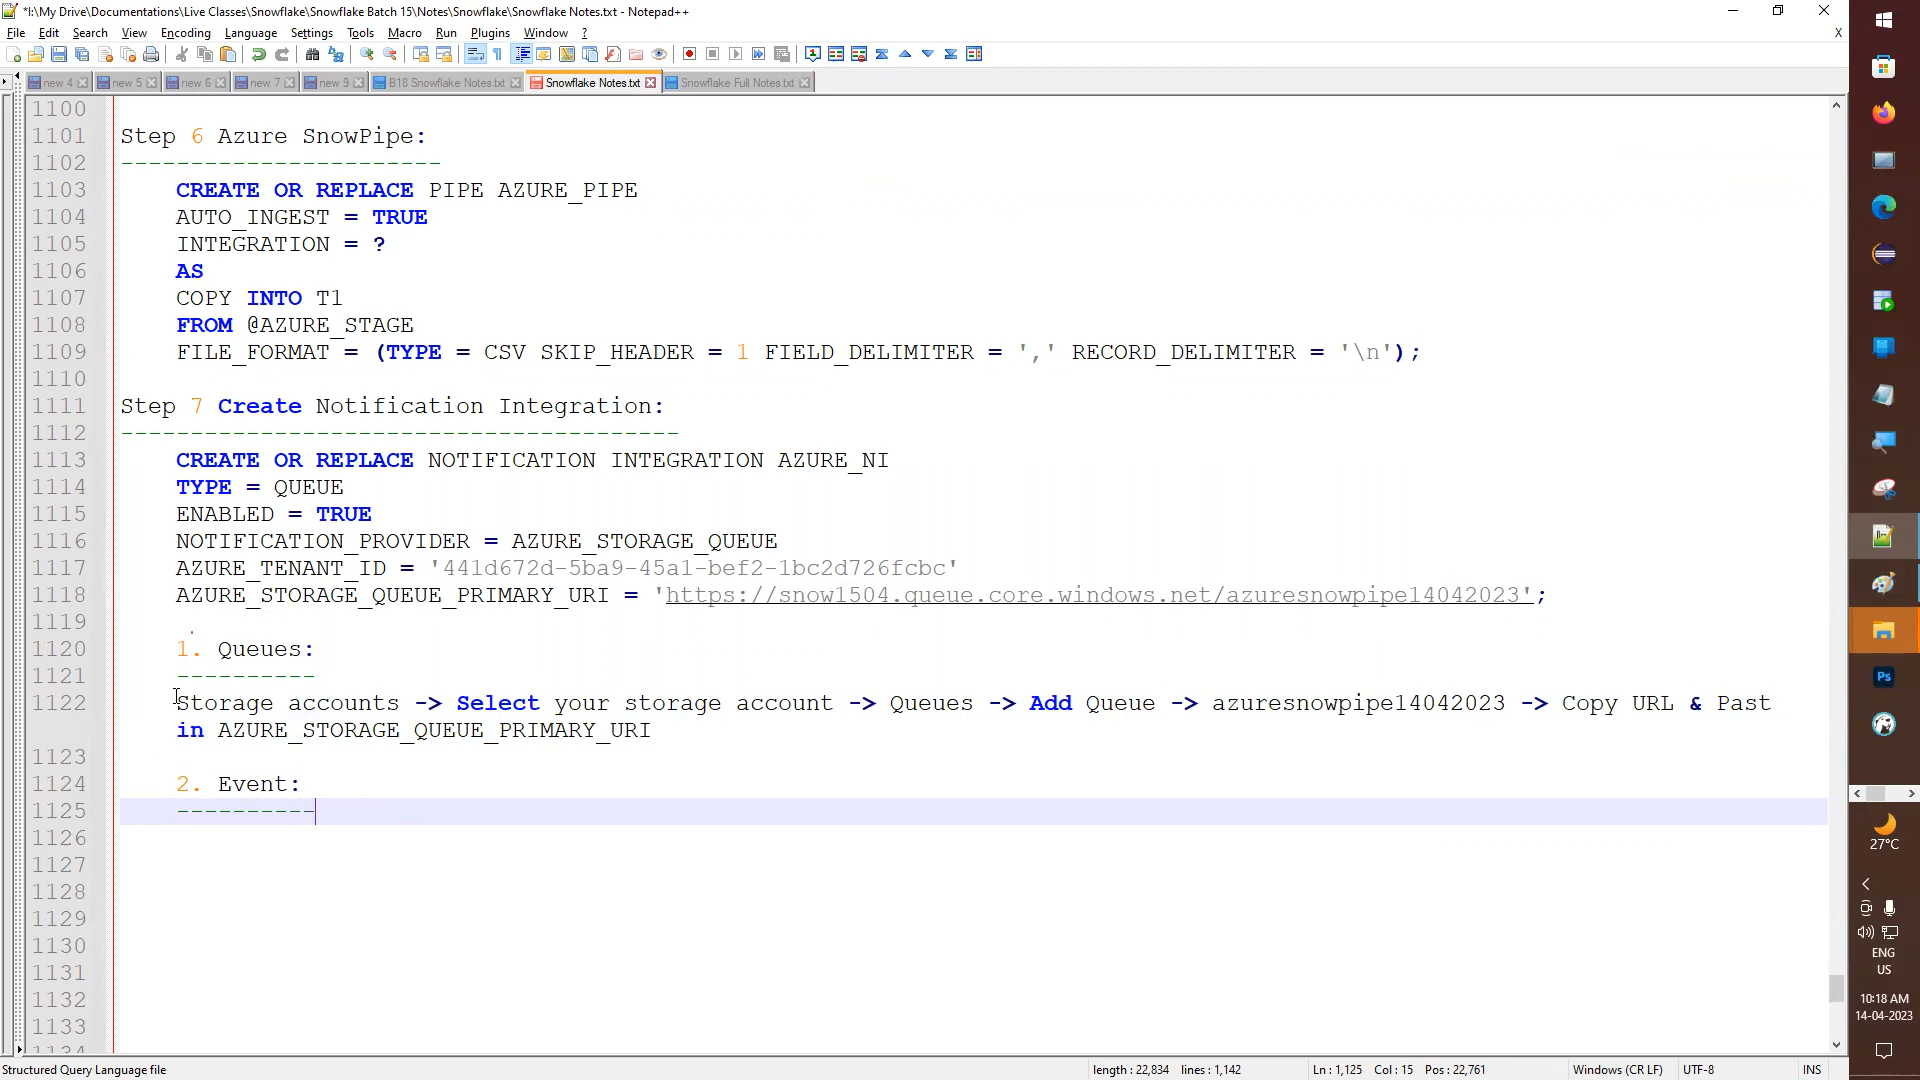 *I:\My Drive\Documentations\Live Classes\Snowflake\Snowflake Batch 15\Notes\Snowflake\Snowflake Notes.txt - Notepad++
File Edit Search View Encoding Language Settings Tools Macro Run Plugins Window ? X
new 4 new 5 new 6 new 7 new 9 B18 Snowflake Notes.txt Snowflake Notes.txt Snowflake Full Notes.txt
1100
1101 Step 6 Azure SnowPipe:
1102 -----------------------
1103 CREATE OR REPLACE PIPE AZURE_PIPE
1104 AUTO_INGEST = TRUE
1105 INTEGRATION = ?
1106 AS
1107 COPY INTO T1
1108 FROM @AZURE_STAGE
1109 FILE_FORMAT = (TYPE = CSV SKIP_HEADER = 1 FIELD_DELIMITER = ',' RECORD_DELIMITER = '\n');
1110
1111 Step 7 Create Notification Integration:
1112 ----------------------------------------
1113 CREATE OR REPLACE NOTIFICATION INTEGRATION AZURE_NI
1114 TYPE = QUEUE
1115 ENABLED = TRUE
1116 NOTIFICATION_PROVIDER = AZURE_STORAGE_QUEUE
1117 AZURE_TENANT_ID = '441d672d-5ba9-45a1-bef2-1bc2d726fcbc'
1118 AZURE_STORAGE_QUEUE_PRIMARY_URI = 'https://snow1504.queue.core.windows.net/azuresnowpipe14042023';
1119
1120 1. Queues:
1121 ----------
1122 Storage accounts -> Select your storage account -> Queues -> Add Queue -> azuresnowpipe14042023 -> Copy URL & Past
in AZURE_STORAGE_QUEUE_PRIMARY_URI
1123
1124 2. Event:
1125 ----------
1126
1127
1128
1129
1130
1131
1132
1133
1134
Structured Query Language file length : 22,834 lines : 1,142 Ln : 1,125 Col : 15 Pos : 22,761 Windows (CR LF) UTF-8 INS
Ps
27°C
ENG
US
10:18 AM
14-04-2023